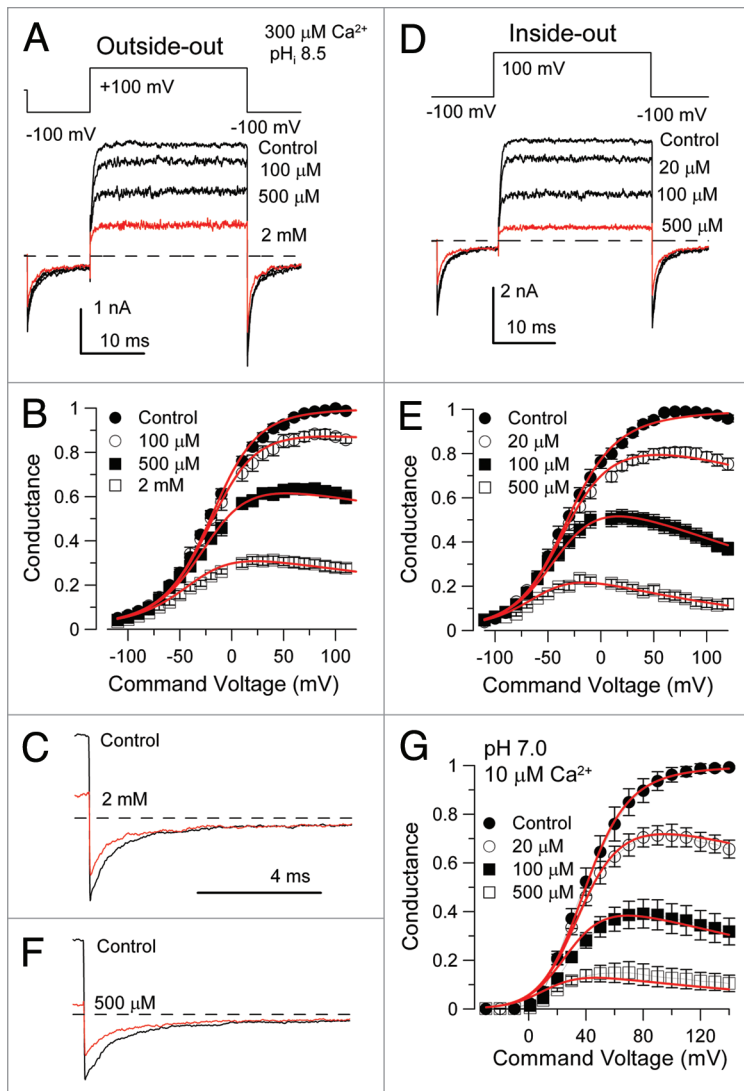 A
Outside-out
300 μM Ca²⁺
pHᵢ 8.5
+100 mV
-100 mV
-100 mV
Control
100 μM
500 μM
2 mM
1 nA
10 ms
D
Inside-out
100 mV
-100 mV
-100 mV
Control
20 μM
100 μM
500 μM
2 nA
10 ms
B
Control
100 μM
500 μM
2 mM
Conductance
1.0
0.8
0.6
0.4
0.2
0
-100
-50
0
50
100
Command Voltage (mV)
E
Control
20 μM
100 μM
500 μM
Conductance
1.0
0.8
0.6
0.4
0.2
0
-100
-50
0
50
100
Command Voltage (mV)
C
Control
2 mM
4 ms
F
Control
500 μM
G
pH 7.0
10 μM Ca²⁺
Control
20 μM
100 μM
500 μM
Conductance
1.0
0.8
0.6
0.4
0.2
0
0
40
80
120
Command Voltage (mV)